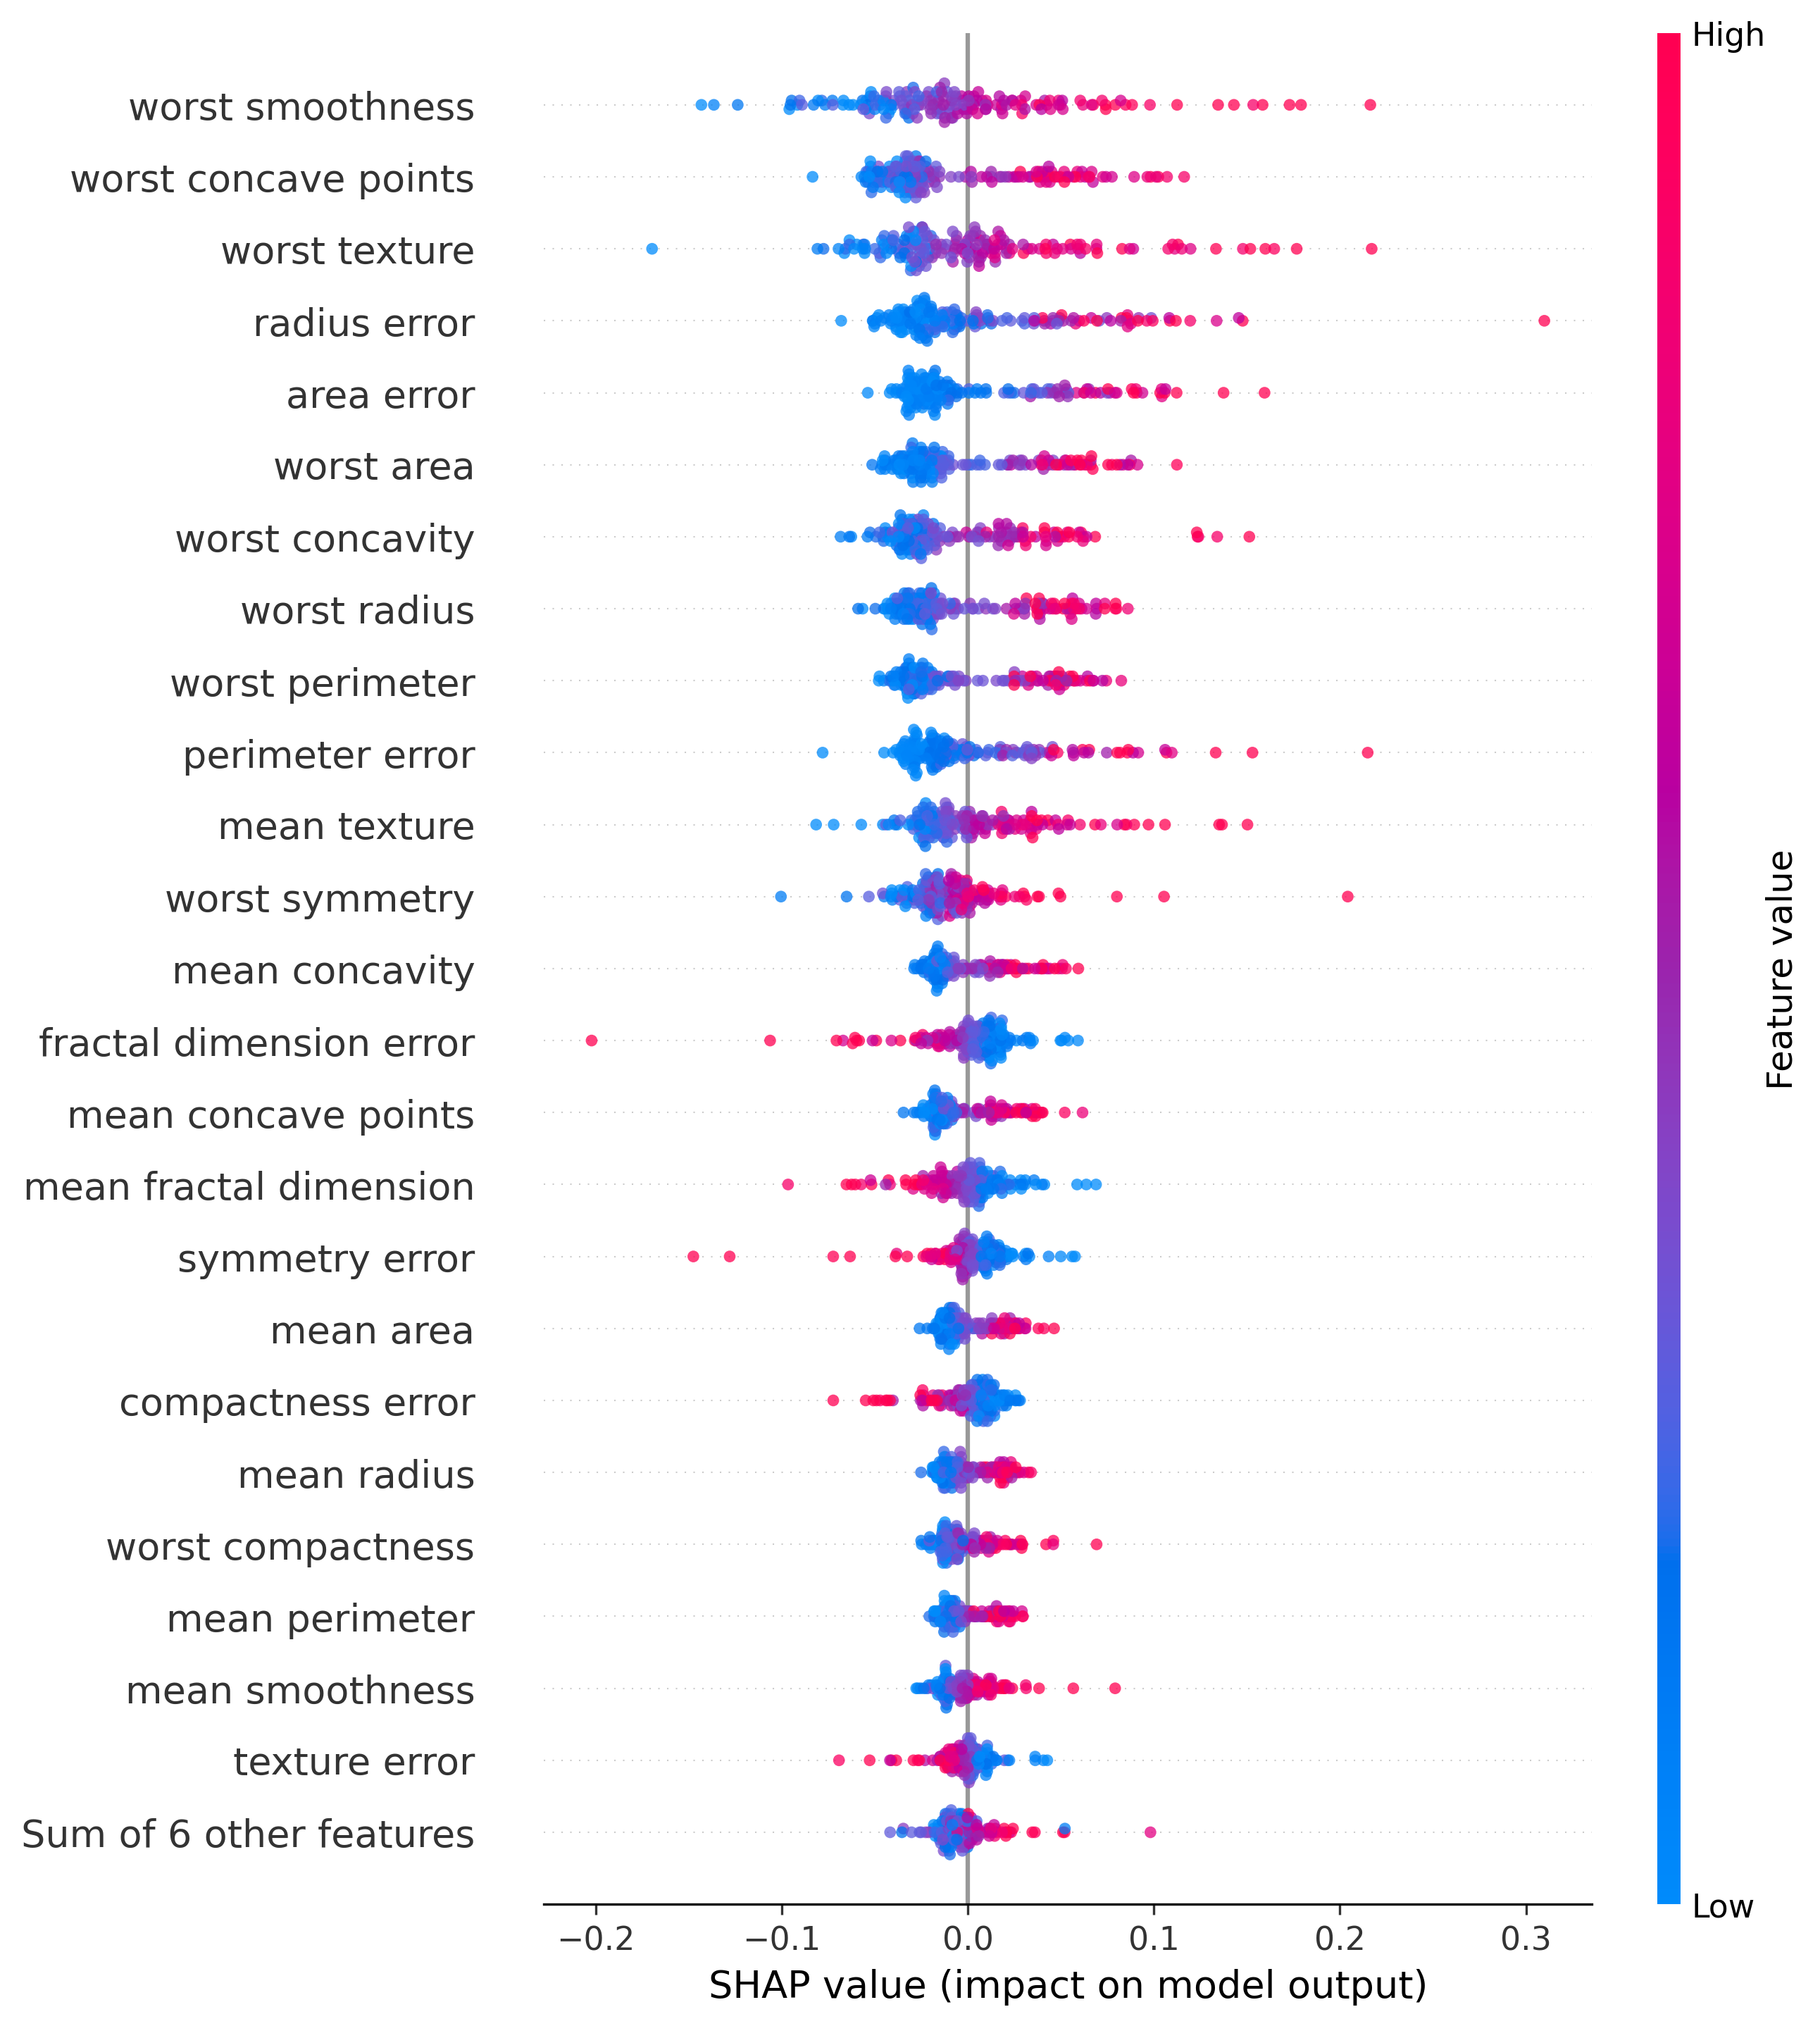 High
worst smoothness
worst concave points
worst texture
radius error
area error
worst area
worst concavity
worst radius
worst perimeter
perimeter error
mean texture
worst symmetry
mean concavity
fractal dimension error
mean concave points
mean fractal dimension
symmetry error
mean area
compactness error
mean radius
worst compactness
mean perimeter
mean smoothness
texture error
Sum of 6 other features
Feature value
Low
−0.2 −0.1 0.0 0.1 0.2 0.3
SHAP value (impact on model output)